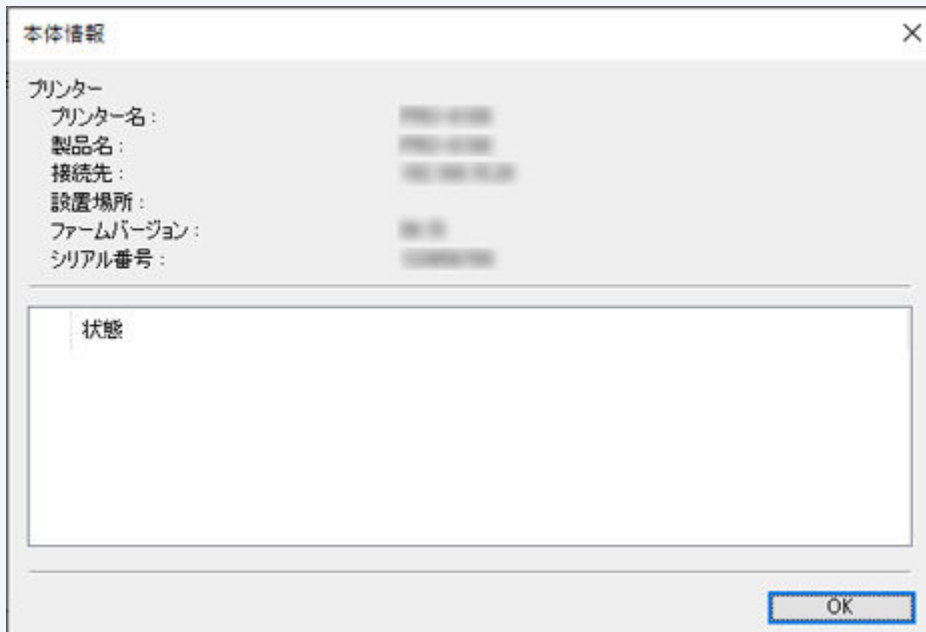 本体情報
プリンター
プリンター名 :
製品名 :
接続先 :
設置場所 :
ファームバージョン :
シリアル番号 :
状態
OK